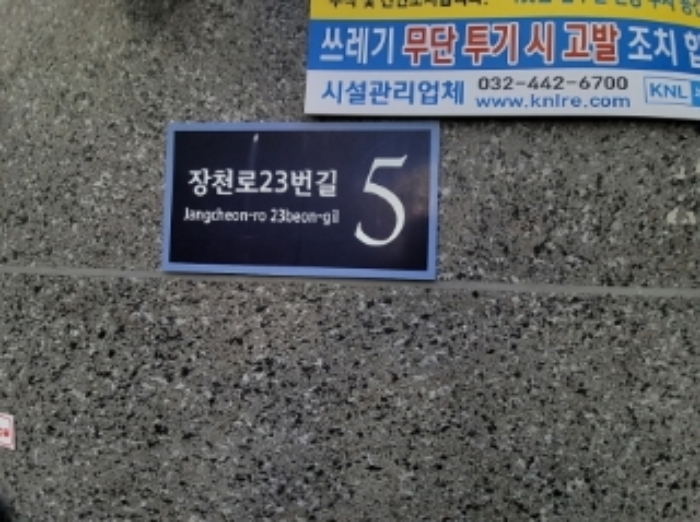 쓰레기 무단 투기 시 고발 조치
시설관리업체 032-442-6700
www.knlre.com
KNL
장천로23번길
Jangcheon-ro 23beon-gil
5